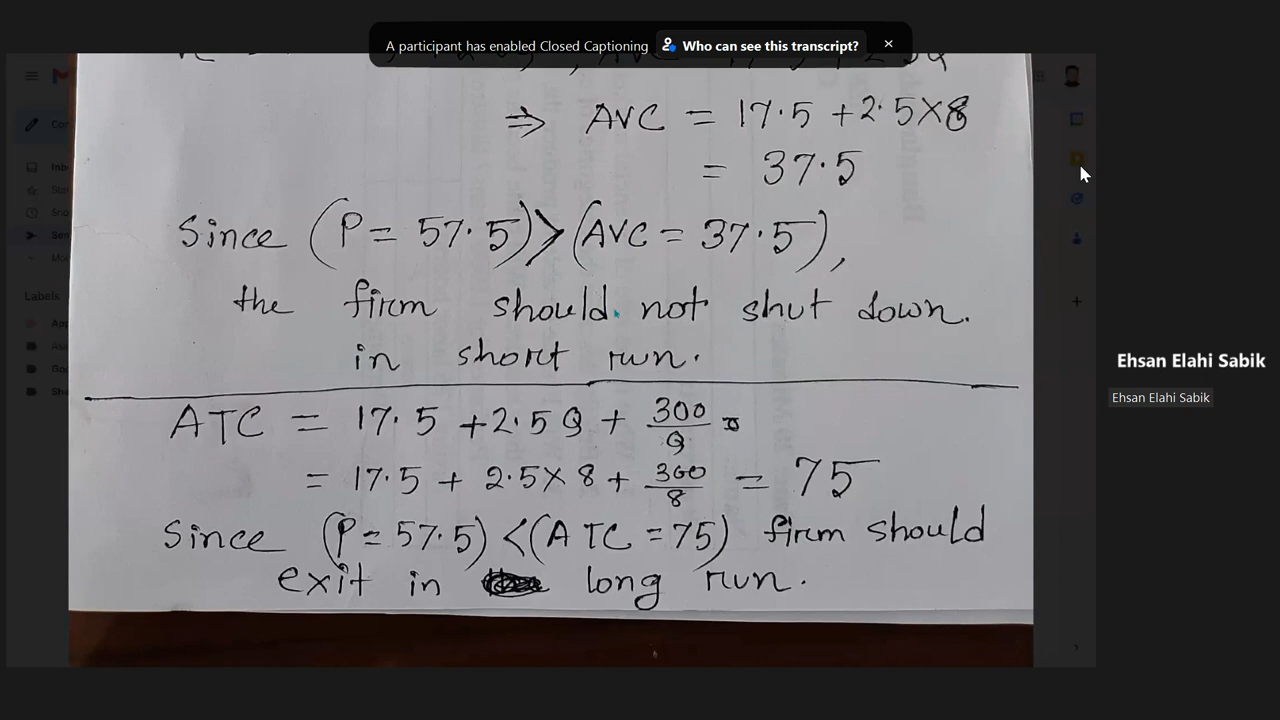 A participant has enabled Closed Captioning Who can see this transcript? ×
⇒ AVC = 17.5 + 2.5×8
= 37.5
Since (P = 57.5) > (AVC = 37.5),
the firm should not shut down.
in short run.
ATC = 17.5 + 2.5Q + 300/Q
= 17.5 + 2.5×8 + 300/8 = 75
Since (P = 57.5) < (ATC = 75) firm should
exit in long run.
Labels
Ehsan Elahi Sabik
Ehsan Elahi Sabik